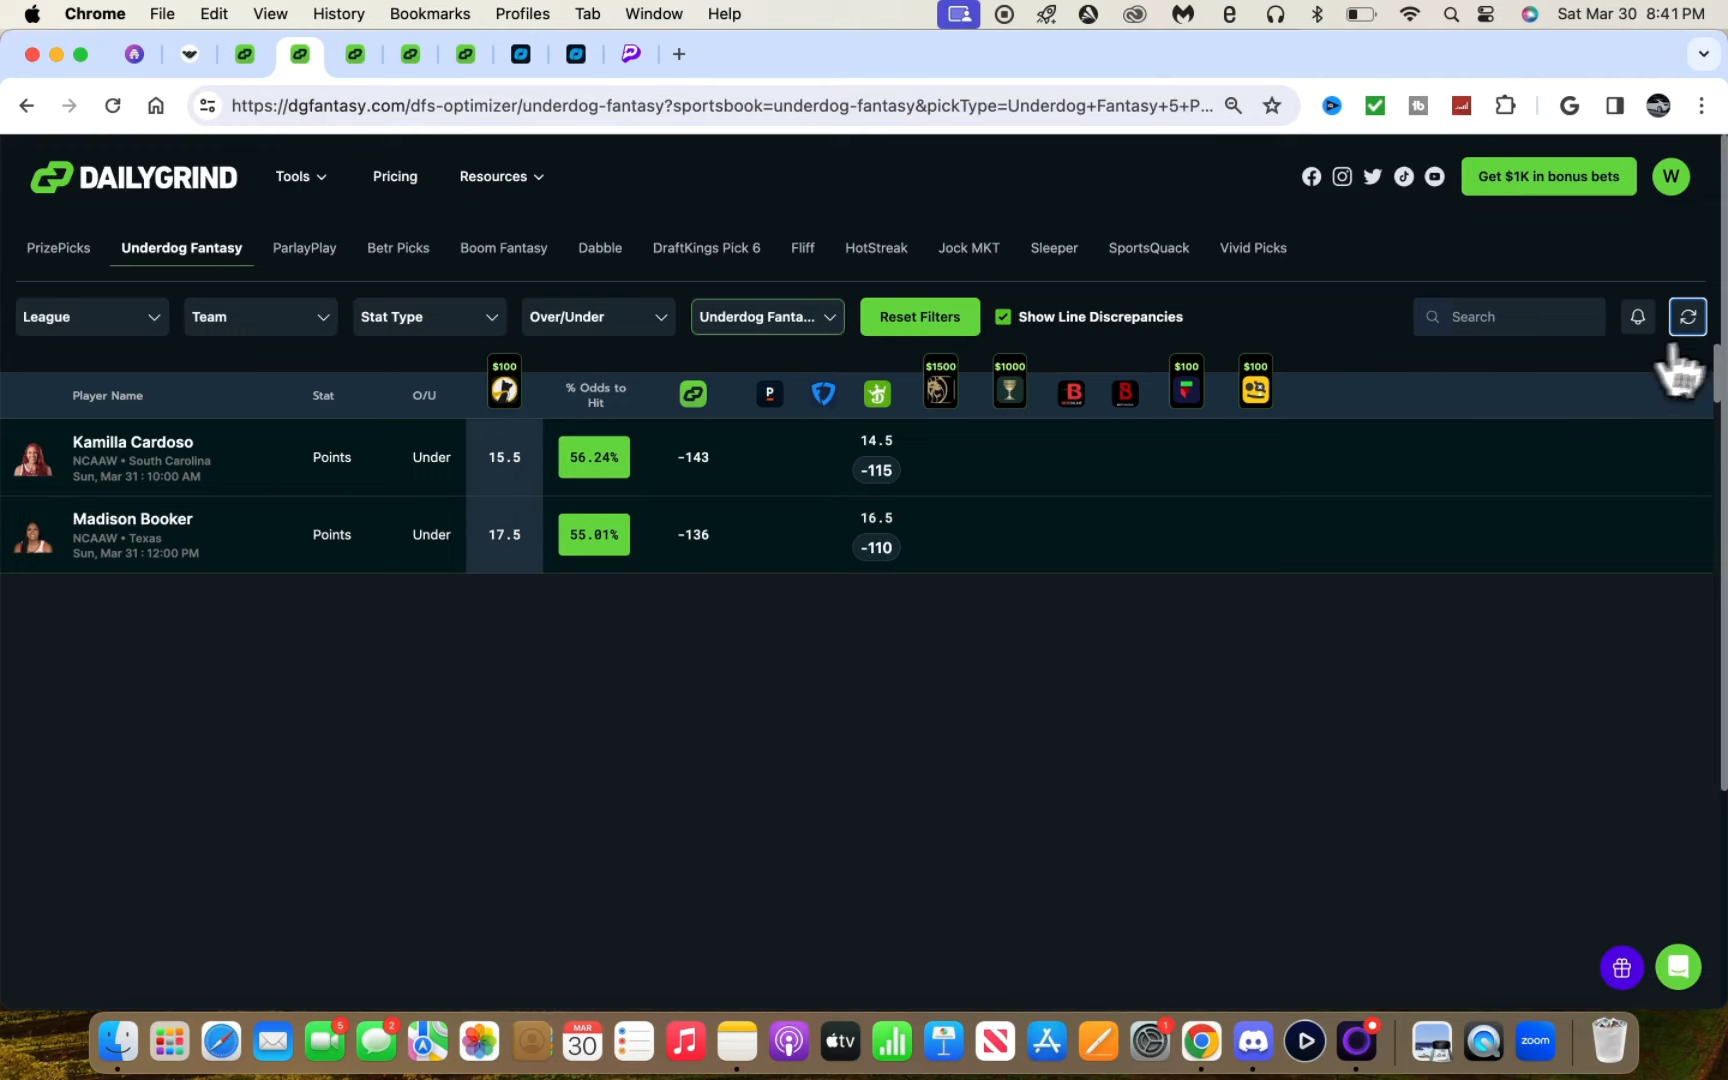 Chrome File Edit View History Bookmarks Profiles Tab Window Help Sat Mar 30 8:41 PM
https://dgfantasy.com/dfs-optimizer/underdog-fantasy?sportsbook=underdog-fantasy&pickType=Underdog+Fantasy+5+P...
DAILYGRIND Tools Pricing Resources Get $1K in bonus bets W
PrizePicks Underdog Fantasy ParlayPlay Betr Picks Boom Fantasy Dabble DraftKings Pick 6 Fliff HotStreak Jock MKT Sleeper SportsQuack Vivid Picks
League Team Stat Type Over/Under Underdog Fanta... Reset Filters Show Line Discrepancies Search
$100 $1500 $1000 $100 $100
Player Name Stat O/U % Odds to
Hit
Kamilla Cardoso
NCAAW • South Carolina
Sun, Mar 31 : 10:00 AM
Points Under 15.5 56.24% -143 14.5
-115
Madison Booker
NCAAW • Texas
Sun, Mar 31 : 12:00 PM
Points Under 17.5 55.01% -136 16.5
-110
5 2 MAR
30 tv 1 zoom